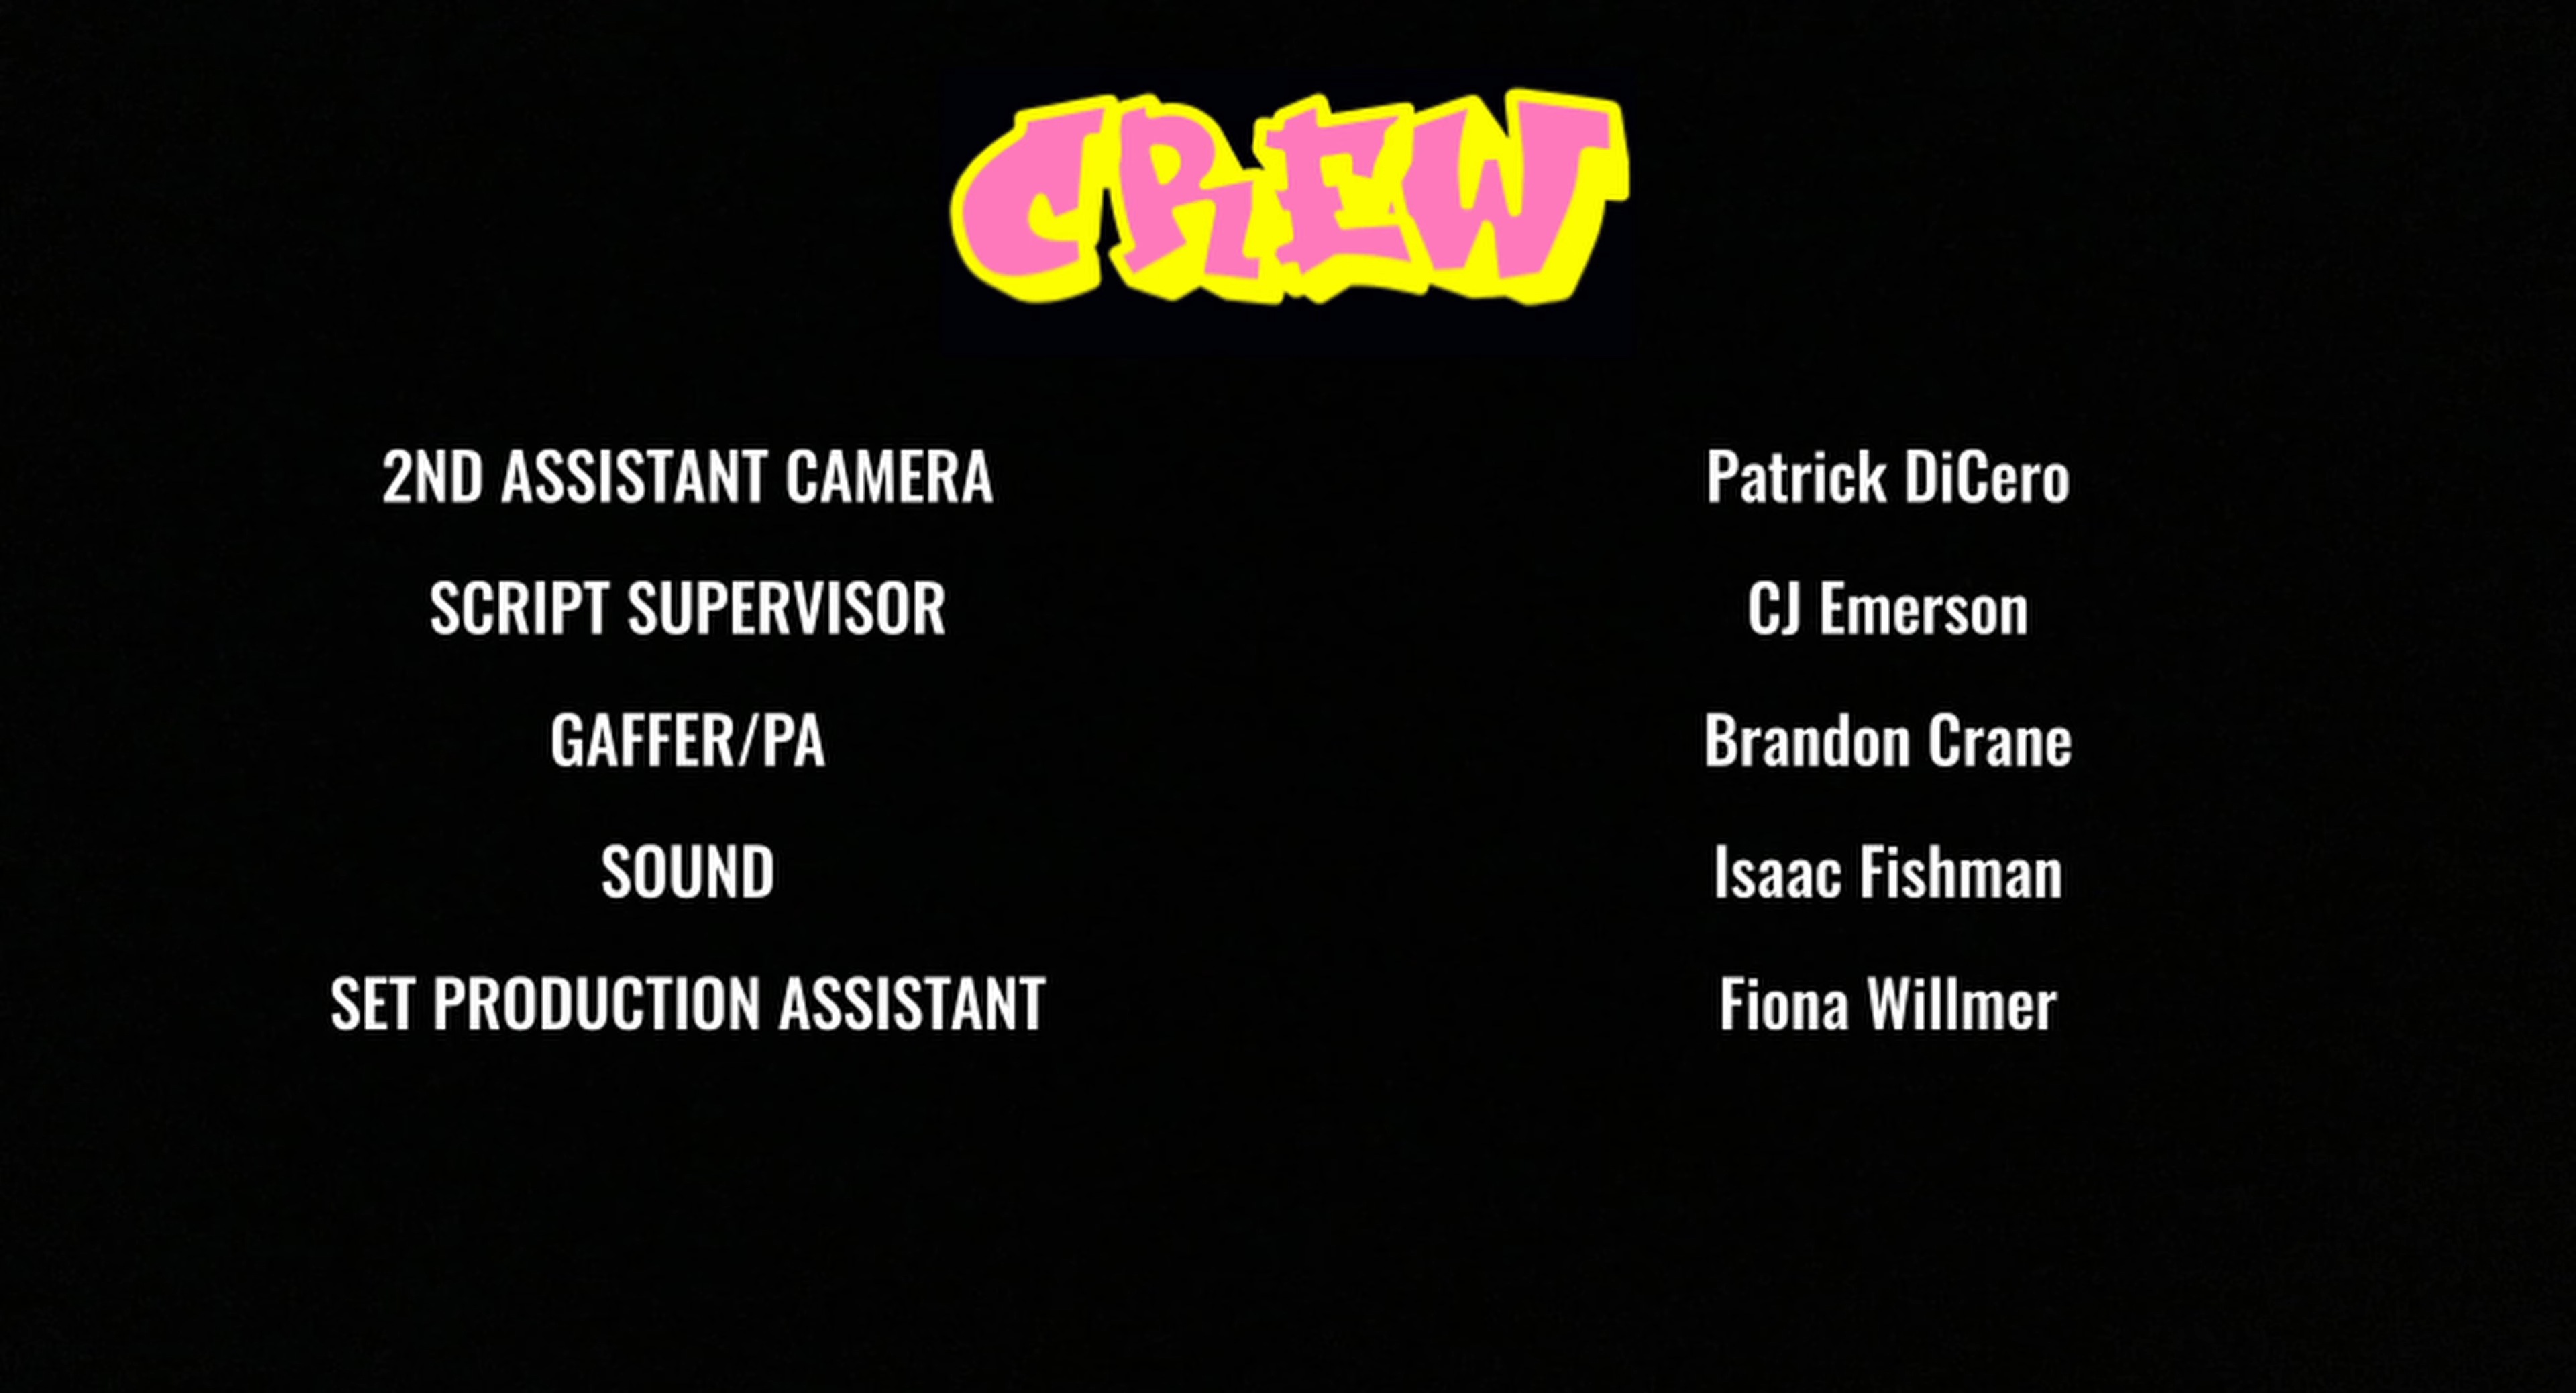 CREW
2ND ASSISTANT CAMERA Patrick DiCero
SCRIPT SUPERVISOR CJ Emerson
GAFFER/PA Brandon Crane
SOUND Isaac Fishman
SET PRODUCTION ASSISTANT Fiona Willmer